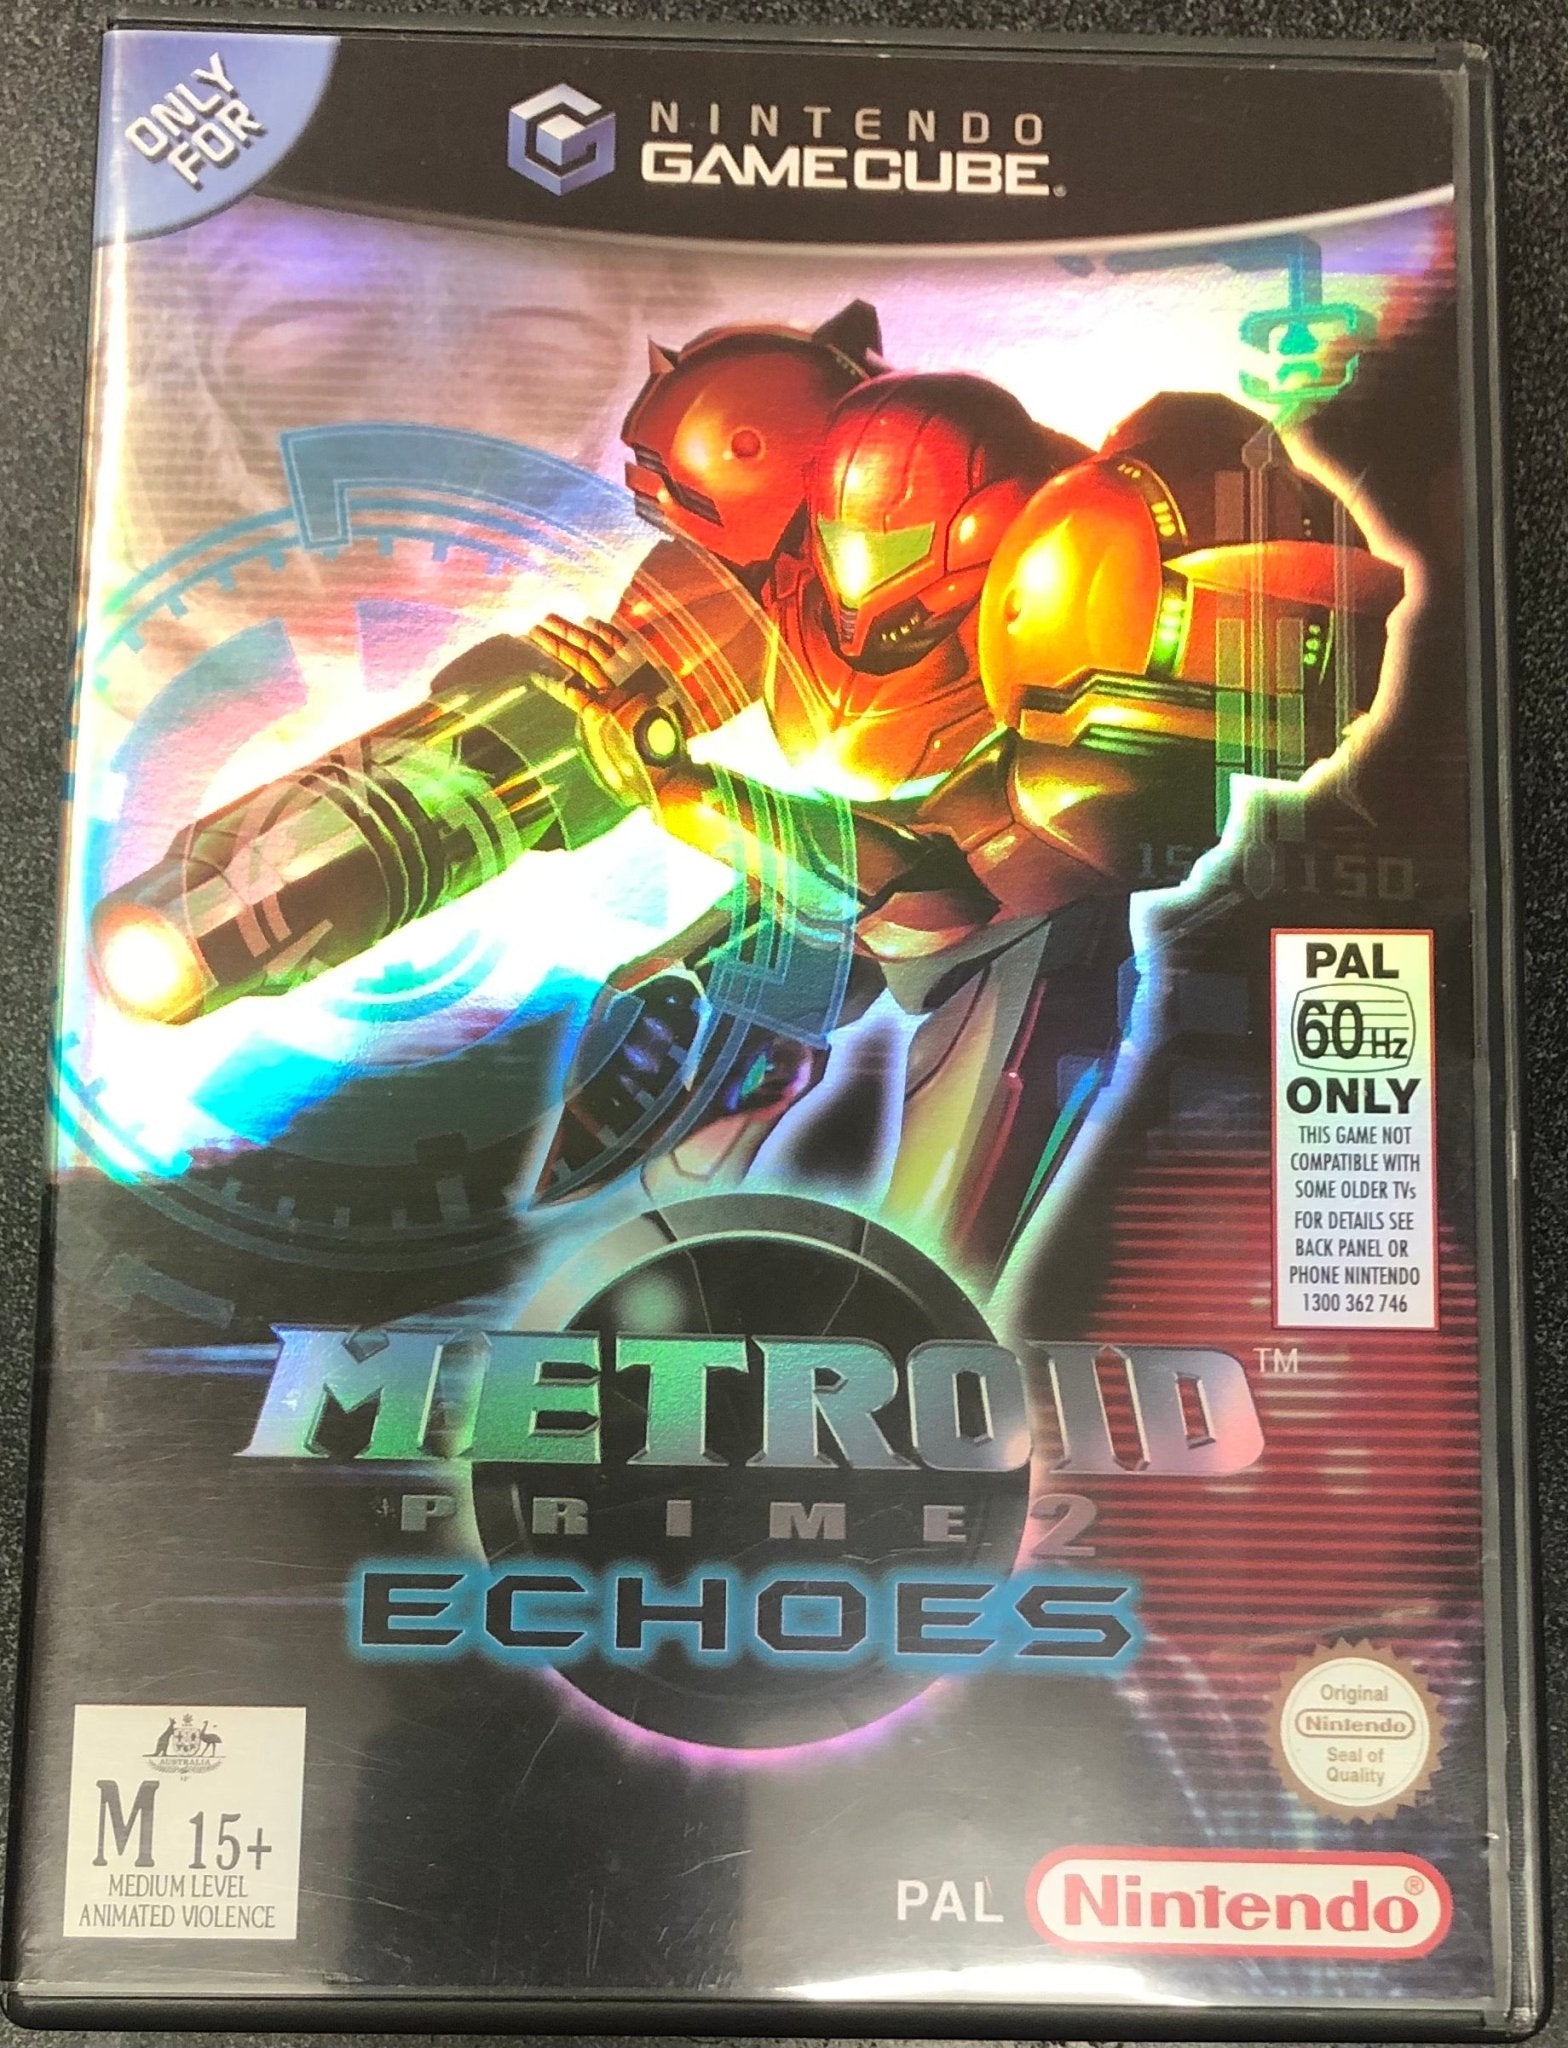 ONLY
FOR
NINTENDO
GAMECUBE®
150
PAL
60Hz
ONLY
THIS GAME NOT
COMPATIBLE WITH
SOME OLDER TVs
FOR DETAILS SEE
BACK PANEL OR
PHONE NINTENDO
1300 362 746
METROID™
PRIME 2
ECHOES
Original
Nintendo
Seal of
Quality
AUSTRALIA
M 15+
MEDIUM LEVEL
ANIMATED VIOLENCE
PAL Nintendo®